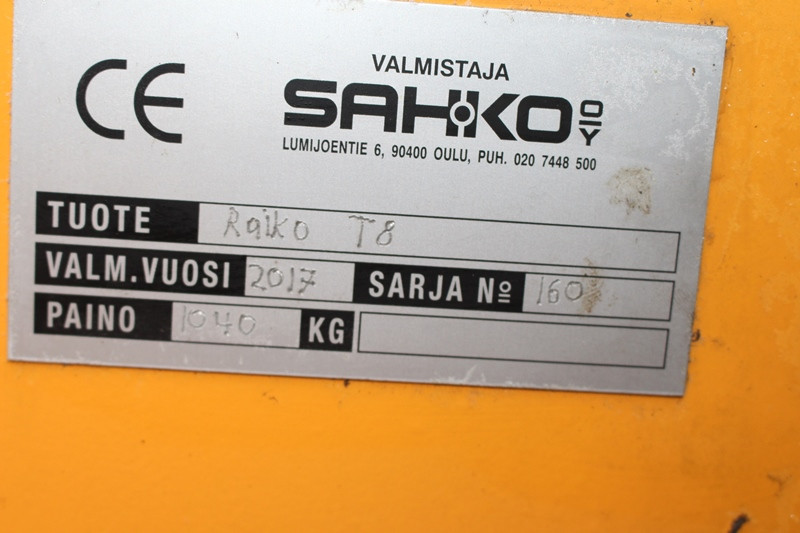 CE
VALMISTAJA
SAHKO OY
LUMIJOENTIE 6, 90400 OULU, PUH. 020 7448 500
TUOTE Raiko T8
VALM.VUOSI 2017 SARJA Nº 160
PAINO 1040 KG